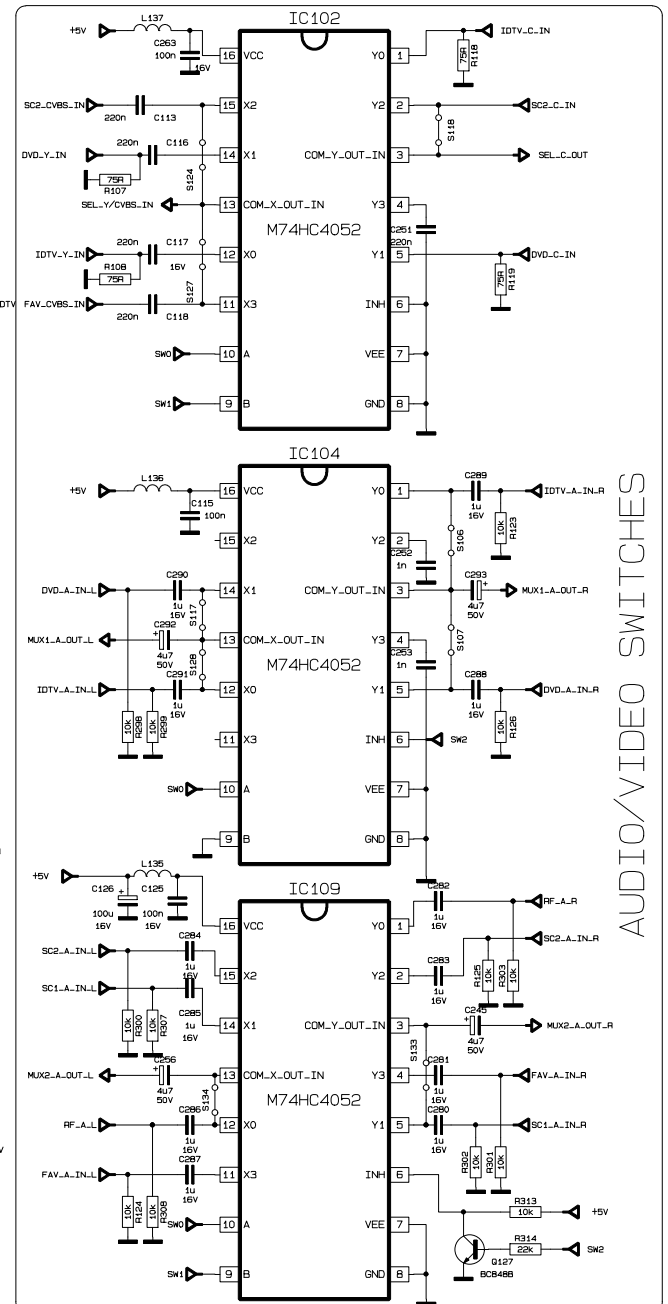 IC102
+5V
L137
C263
100n
16V
16 VCC
Y0 1
IDTV_C_IN
75R
R118
SC2_CVBS_IN
220n
C113
15 X2
Y2 2
SC2_C_IN
S118
DVD_Y_IN
220n
C116
14 X1
COM_Y_OUT_IN 3
SEL_C_OUT
75R
R107
S124
SEL_Y/CVBS_IN
13 COM_X_OUT_IN
Y3 4
M74HC4052
C251
220n
IDTV_Y_IN
220n
C117
16V
12 X0
Y1 5
DVD_C_IN
R108
75R
S127
75R
R119
IDTV
FAV_CVBS_IN
220n
C118
11 X3
INH 6
SW0
10 A
VEE 7
SW1
9 B
GND 8
IC104
+5V
L136
C115
100n
16 VCC
Y0 1
C289
1u
16V
IDTV_A_IN_R
10k
R123
15 X2
Y2 2
C252
1n
S106
DVD_A_IN_L
C290
1u
16V
14 X1
COM_Y_OUT_IN 3
C293
4u7
50V
MUX1_A_OUT_R
S117
MUX1_A_OUT_L
C292
4u7
50V
13 COM_X_OUT_IN
Y3 4
C253
1n
S107
S128
M74HC4052
IDTV_A_IN_L
C291
1u
16V
12 X0
Y1 5
C288
1u
16V
DVD_A_IN_R
10k
R298
10k
R299
10k
R126
11 X3
INH 6
SW2
SW0
10 A
VEE 7
9 B
GND 8
AUDIO/VIDEO SWITCHES
IC109
+5V
L135
C126
100u
16V
C125
100n
16V
16 VCC
Y0 1
C282
1u
16V
RF_A_R
SC2_A_IN_L
C284
1u
16V
15 X2
Y2 2
C283
1u
16V
SC2_A_IN_R
R125
10k
R303
10k
SC1_A_IN_L
C285
1u
16V
14 X1
COM_Y_OUT_IN 3
C245
4u7
50V
MUX2_A_OUT_R
10k
R300
10k
R307
S133
MUX2_A_OUT_L
C256
4u7
50V
13 COM_X_OUT_IN
Y3 4
C281
1u
16V
FAV_A_IN_R
S134
M74HC4052
RF_A_L
C286
1u
16V
12 X0
Y1 5
C280
1u
16V
SC1_A_IN_R
R302
10k
R301
10k
FAV_A_IN_L
C287
1u
16V
11 X3
INH 6
10k
R124
10k
R308
R313
10k
+5V
SW0
10 A
VEE 7
R314
22k
SW2
Q127
BC848B
SW1
9 B
GND 8